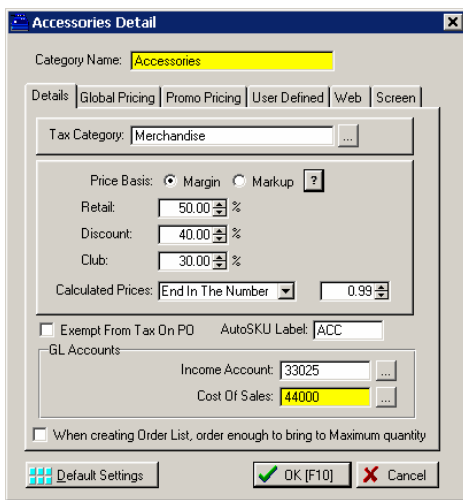 Accessories Detail
Category Name: Accessories
Details Global Pricing Promo Pricing User Defined Web Screen
Tax Category: Merchandise ...
Price Basis: Margin Markup ?
Retail: 50.00 %
Discount: 40.00 %
Club: 30.00 %
Calculated Prices: End In The Number 0.99
Exempt From Tax On PO AutoSKU Label: ACC
GL Accounts
Income Account: 33025 ...
Cost Of Sales: 44000 ...
When creating Order List, order enough to bring to Maximum quantity
Default Settings OK [F10] Cancel